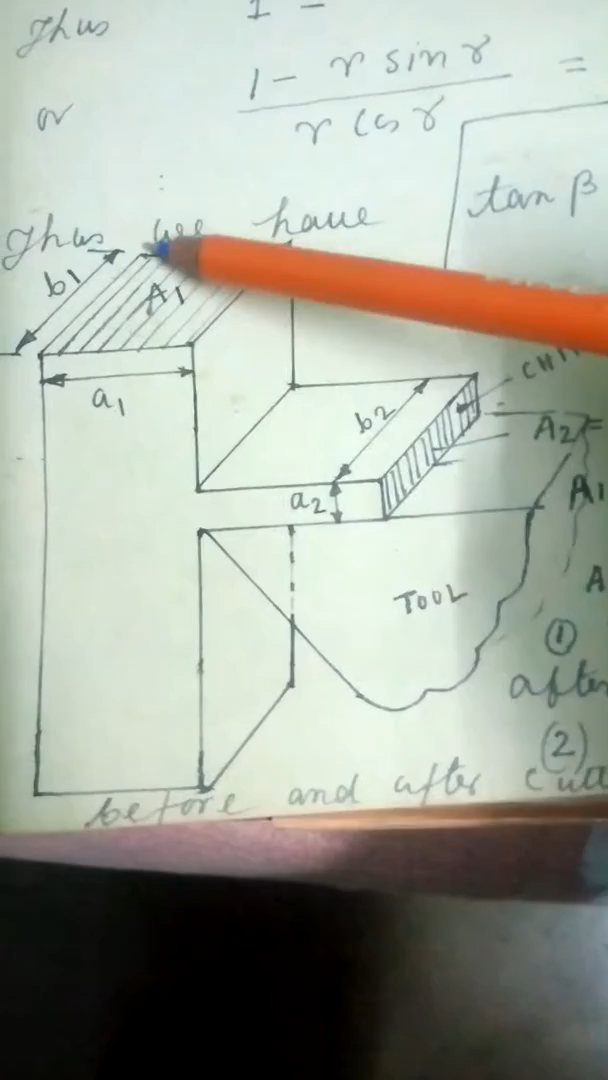 Thus 1 -
1 - r sin γ =
or r cos γ
tan β
Thus we have
b1
A1
a1
b2
A2 =
a2
A1
TOOL
A
①
after
(2)
before and after